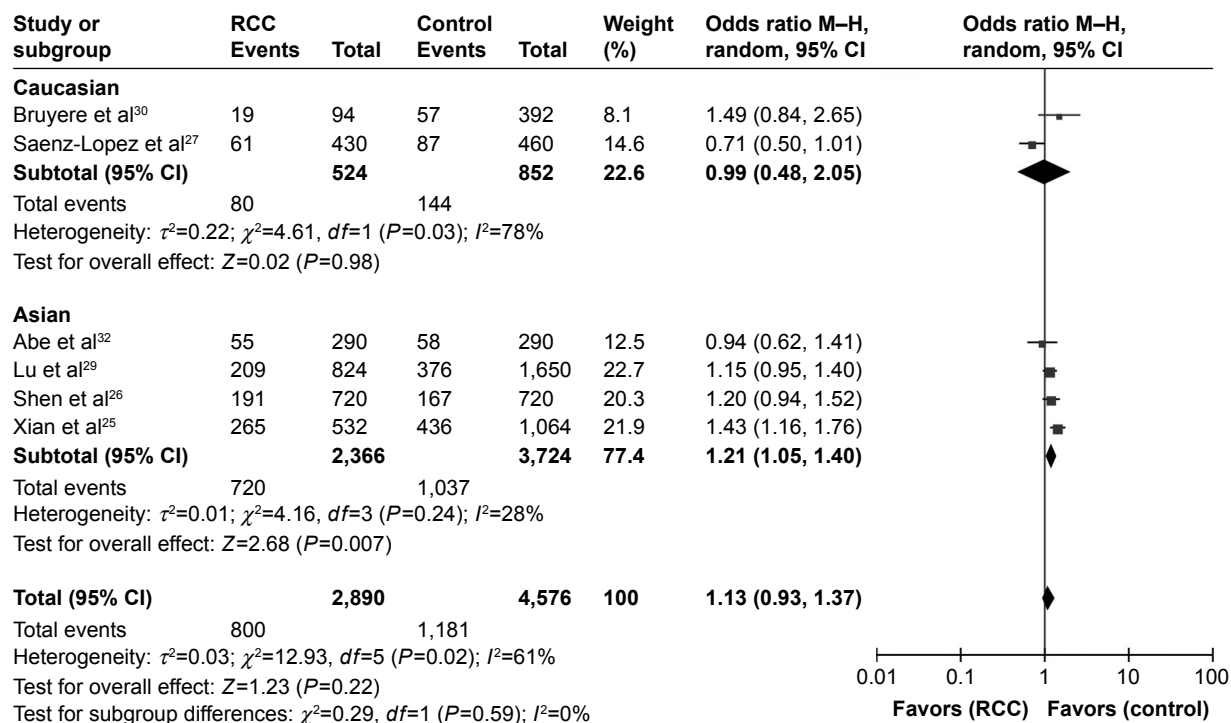 Study or subgroup RCC Events Total Control Events Total Weight (%) Odds ratio M–H, random, 95% CI Odds ratio M–H, random, 95% CI
Caucasian
Bruyere et al³⁰ 19 94 57 392 8.1 1.49 (0.84, 2.65)
Saenz-Lopez et al²⁷ 61 430 87 460 14.6 0.71 (0.50, 1.01)
Subtotal (95% CI) 524 852 22.6 0.99 (0.48, 2.05)
Total events 80 144
Heterogeneity: τ²=0.22; χ²=4.61, df=1 (P=0.03); I²=78%
Test for overall effect: Z=0.02 (P=0.98)
Asian
Abe et al³² 55 290 58 290 12.5 0.94 (0.62, 1.41)
Lu et al²⁹ 209 824 376 1,650 22.7 1.15 (0.95, 1.40)
Shen et al²⁶ 191 720 167 720 20.3 1.20 (0.94, 1.52)
Xian et al²⁵ 265 532 436 1,064 21.9 1.43 (1.16, 1.76)
Subtotal (95% CI) 2,366 3,724 77.4 1.21 (1.05, 1.40)
Total events 720 1,037
Heterogeneity: τ²=0.01; χ²=4.16, df=3 (P=0.24); I²=28%
Test for overall effect: Z=2.68 (P=0.007)
Total (95% CI) 2,890 4,576 100 1.13 (0.93, 1.37)
Total events 800 1,181
Heterogeneity: τ²=0.03; χ²=12.93, df=5 (P=0.02); I²=61%
Test for overall effect: Z=1.23 (P=0.22)
Test for subgroup differences: χ²=0.29, df=1 (P=0.59); I²=0%
0.01 0.1 1 10 100
Favors (RCC) Favors (control)